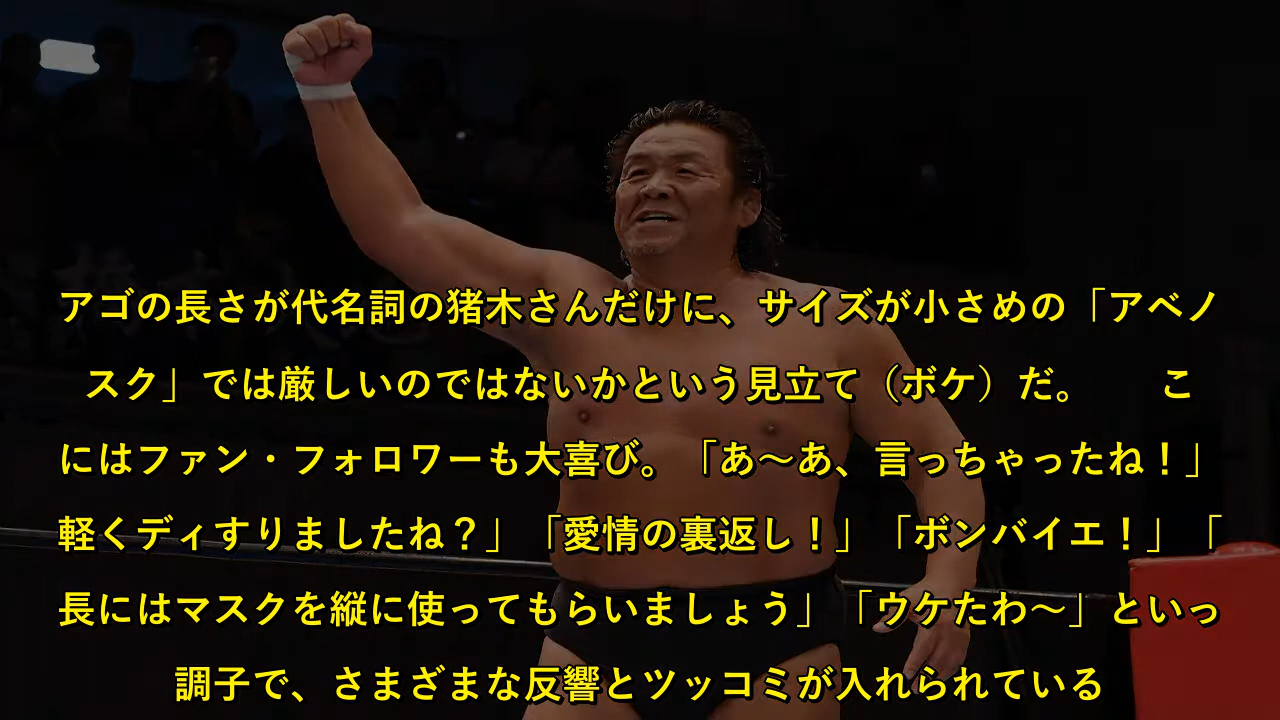 アゴの長さが代名詞の猪木さんだけに、サイズが小さめの「アベノ
スク」では厳しいのではないかという見立て（ボケ）だ。　　こ
にはファン・フォロワーも大喜び。「あ～あ、言っちゃったね！」
軽くディすりましたね？」「愛情の裏返し！」「ボンバイエ！」「
長にはマスクを縦に使ってもらいましょう」「ウケたわ～」といっ
調子で、さまざまな反響とツッコミが入れられている